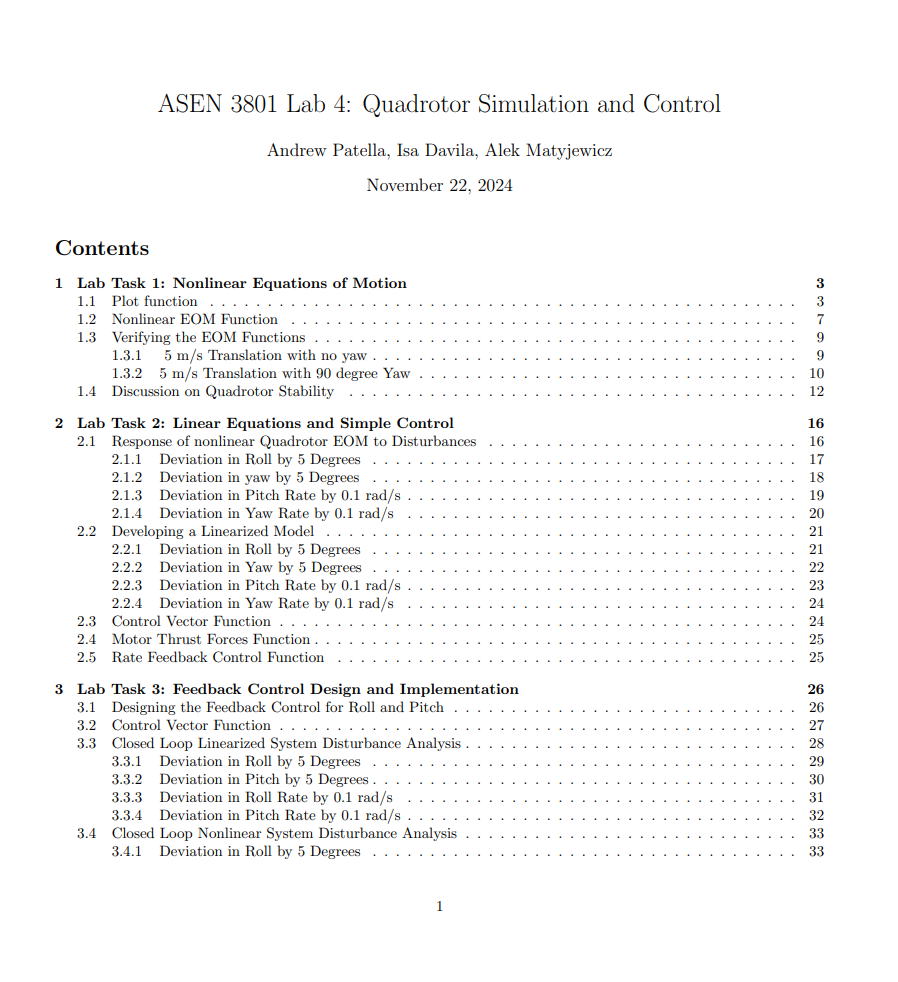 ASEN 3801 Lab 4: Quadrotor Simulation and Control
Andrew Patella, Isa Davila, Alek Matyjewicz
November 22, 2024
Contents
1 Lab Task 1: Nonlinear Equations of Motion 3
1.1 Plot function . . . . . . . . . . . . . . . . . . . . 3
1.2 Nonlinear EOM Function . . . . . . . . . . . . . . . . . . . . 7
1.3 Verifying the EOM Functions . . . . . . . . . . . . . . . . . . . . 9
1.3.1 5 m/s Translation with no yaw . . . . . . . . . . . . . . . . . . . . 9
1.3.2 5 m/s Translation with 90 degree Yaw . . . . . . . . . . . . . . . . . . . . 10
1.4 Discussion on Quadrotor Stability . . . . . . . . . . . . . . . . . . . . 12
2 Lab Task 2: Linear Equations and Simple Control 16
2.1 Response of nonlinear Quadrotor EOM to Disturbances . . . . . . . . . . . . . . . . . . . . 16
2.1.1 Deviation in Roll by 5 Degrees . . . . . . . . . . . . . . . . . . . . 17
2.1.2 Deviation in yaw by 5 Degrees . . . . . . . . . . . . . . . . . . . . 18
2.1.3 Deviation in Pitch Rate by 0.1 rad/s . . . . . . . . . . . . . . . . . . . . 19
2.1.4 Deviation in Yaw Rate by 0.1 rad/s . . . . . . . . . . . . . . . . . . . . 20
2.2 Developing a Linearized Model . . . . . . . . . . . . . . . . . . . . 21
2.2.1 Deviation in Roll by 5 Degrees . . . . . . . . . . . . . . . . . . . . 21
2.2.2 Deviation in Yaw by 5 Degrees . . . . . . . . . . . . . . . . . . . . 22
2.2.3 Deviation in Pitch Rate by 0.1 rad/s . . . . . . . . . . . . . . . . . . . . 23
2.2.4 Deviation in Yaw Rate by 0.1 rad/s . . . . . . . . . . . . . . . . . . . . 24
2.3 Control Vector Function . . . . . . . . . . . . . . . . . . . . 24
2.4 Motor Thrust Forces Function . . . . . . . . . . . . . . . . . . . . 25
2.5 Rate Feedback Control Function . . . . . . . . . . . . . . . . . . . . 25
3 Lab Task 3: Feedback Control Design and Implementation 26
3.1 Designing the Feedback Control for Roll and Pitch . . . . . . . . . . . . . . . . . . . . 26
3.2 Control Vector Function . . . . . . . . . . . . . . . . . . . . 27
3.3 Closed Loop Linearized System Disturbance Analysis . . . . . . . . . . . . . . . . . . . . 28
3.3.1 Deviation in Roll by 5 Degrees . . . . . . . . . . . . . . . . . . . . 29
3.3.2 Deviation in Pitch by 5 Degrees . . . . . . . . . . . . . . . . . . . . 30
3.3.3 Deviation in Roll Rate by 0.1 rad/s . . . . . . . . . . . . . . . . . . . . 31
3.3.4 Deviation in Pitch Rate by 0.1 rad/s . . . . . . . . . . . . . . . . . . . . 32
3.4 Closed Loop Nonlinear System Disturbance Analysis . . . . . . . . . . . . . . . . . . . . 33
3.4.1 Deviation in Roll by 5 Degrees . . . . . . . . . . . . . . . . . . . . 33
1